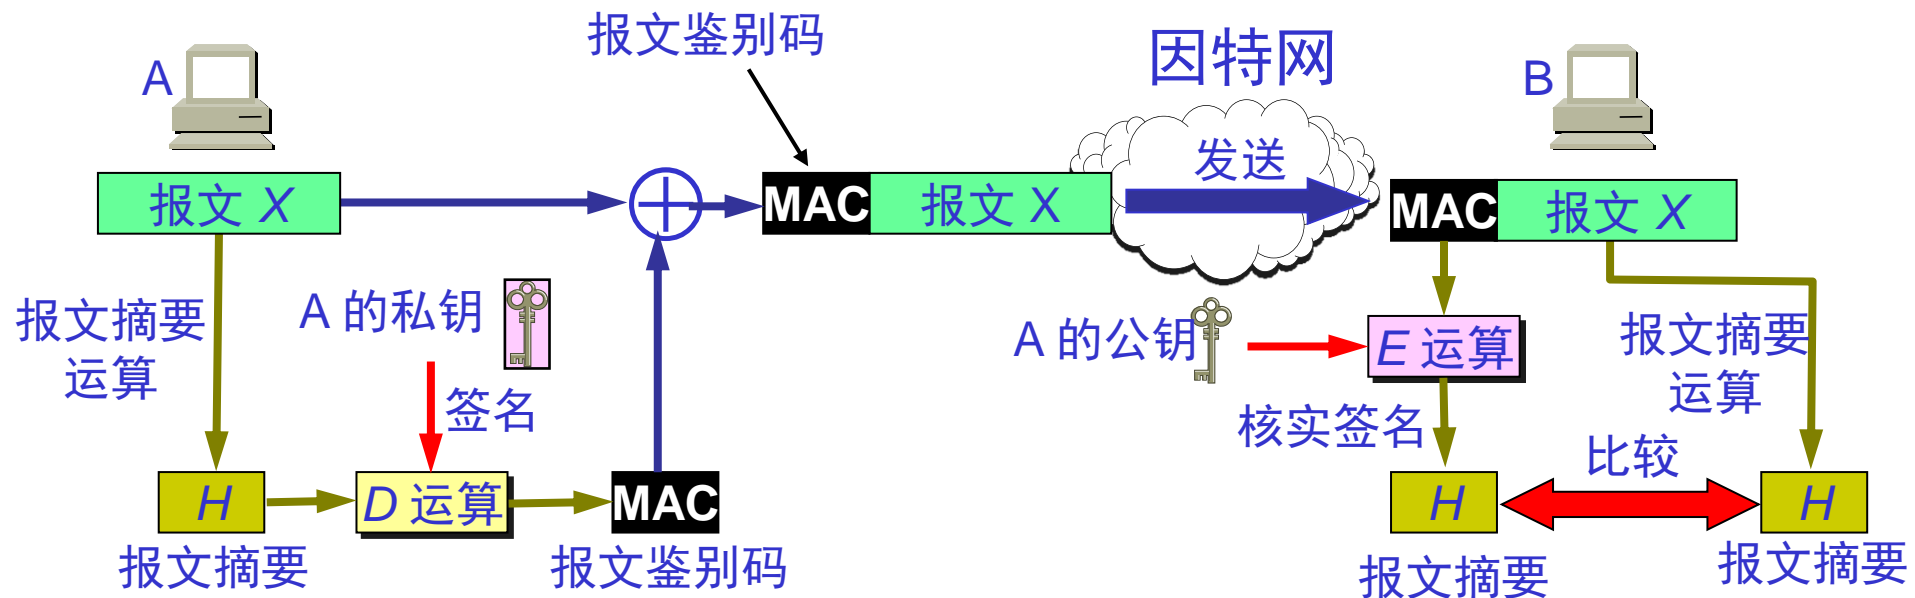 报文鉴别码
因特网
A
B
发送
报文 X
MAC
报文 X
MAC
报文 X
报文摘要
运算
A 的私钥
签名
A 的公钥
E 运算
报文摘要
运算
核实签名
比较
H
D 运算
MAC
H
H
报文摘要
报文鉴别码
报文摘要
报文摘要